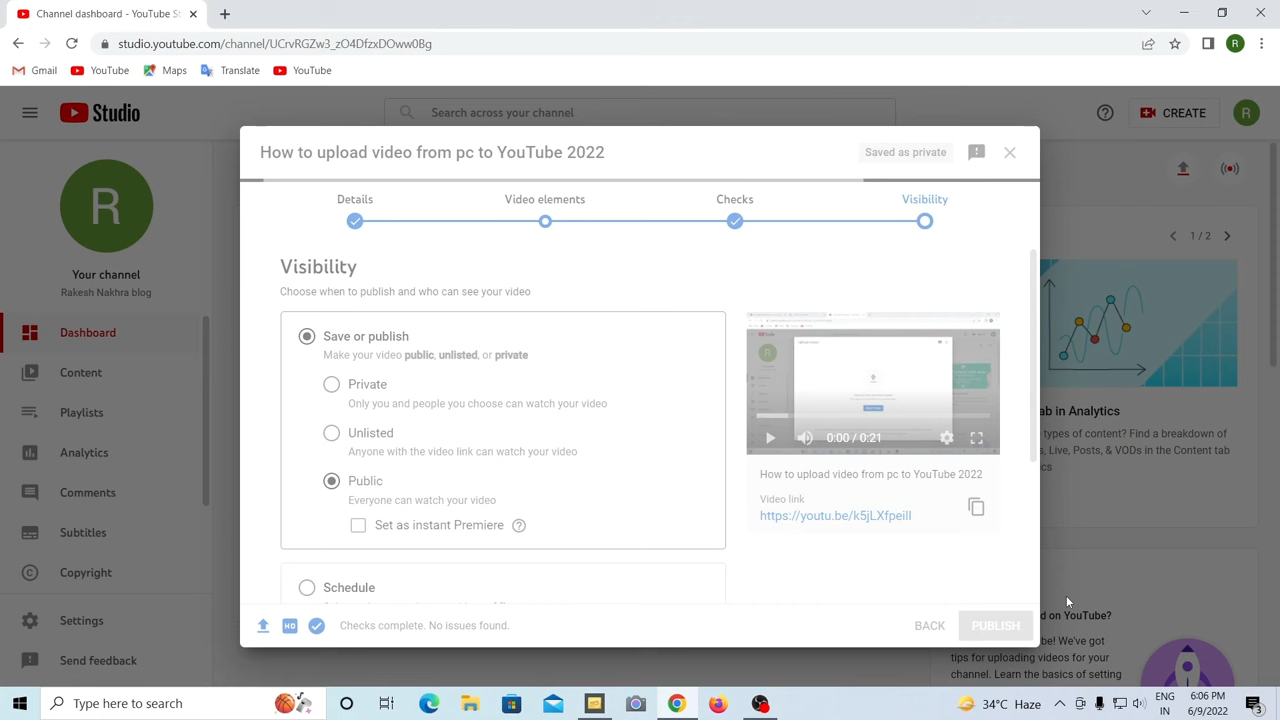 Channel dashboard - YouTube St
studio.youtube.com/channel/UCrvRGZw3_zO4DfzxDOww0Bg
R
Gmail
YouTube
Maps
Translate
YouTube
Studio
Search across your channel
CREATE
R
R
Your channel
Rakesh Nakhra blog
Dashboard
Content
Playlists
Analytics
Comments
Subtitles
Copyright
Settings
Send feedback
How to upload video from pc to YouTube 2022
Saved as private
Details
Video elements
Checks
Visibility
Visibility
Choose when to publish and who can see your video
Save or publish
Make your video public, unlisted, or private
Private
Only you and people you choose can watch your video
Unlisted
Anyone with the video link can watch your video
Public
Everyone can watch your video
Set as instant Premiere
Schedule
0:00 / 0:21
How to upload video from pc to YouTube 2022
Video link
https://youtu.be/k5jLXfpeill
HD
Checks complete. No issues found.
BACK
PUBLISH
1 / 2
ab in Analytics
types of content? Find a breakdown of
s, Live, Posts, & VODs in the Content tab
cs
d on YouTube?
be! We've got
tips for uploading videos for your
channel. Learn the basics of setting
Type here to search
34°C Haze
ENG
IN
6:06 PM
6/9/2022
3